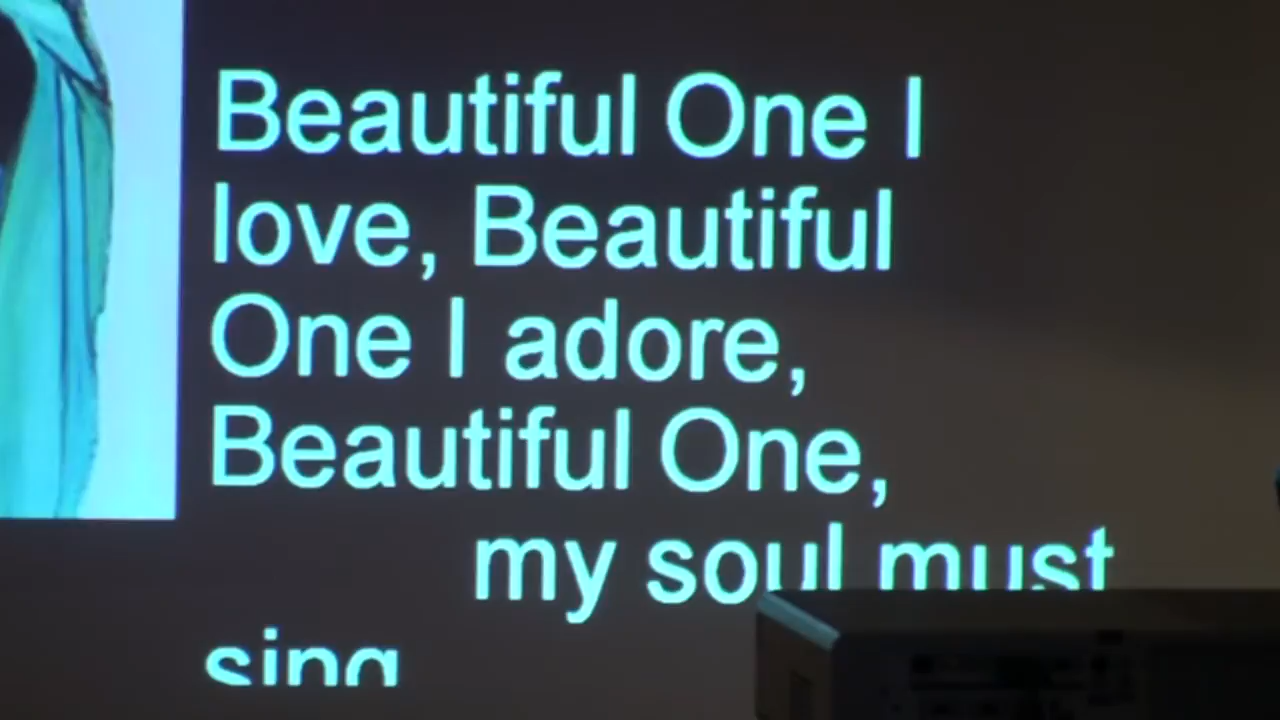 Beautiful One I
love, Beautiful
One I adore,
Beautiful One,
my soul must
sing